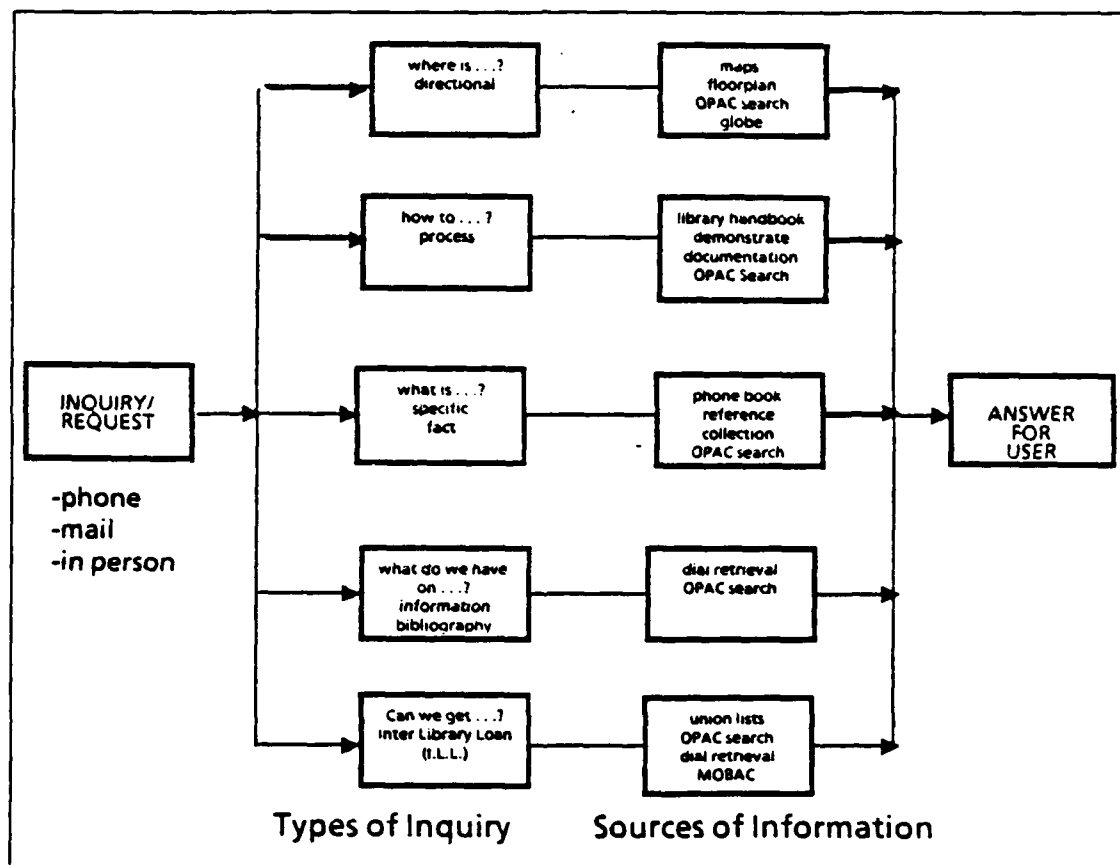 where is . . .?
directional
maps
floorplan
OPAC search
globe
how to . . . ?
process
library handbook
demonstrate
documentation
OPAC Search
INQUIRY/
REQUEST
-phone
-mail
-in person
what is . . .?
specific
fact
phone book
reference
collection
OPAC search
ANSWER
FOR
USER
what do we have
on . . .?
information
bibliography
dial retrieval
OPAC search
Can we get . . .?
Inter Library Loan
(I.L.L.)
union lists
OPAC search
dial retrieval
MOBAC
Types of Inquiry
Sources of Information